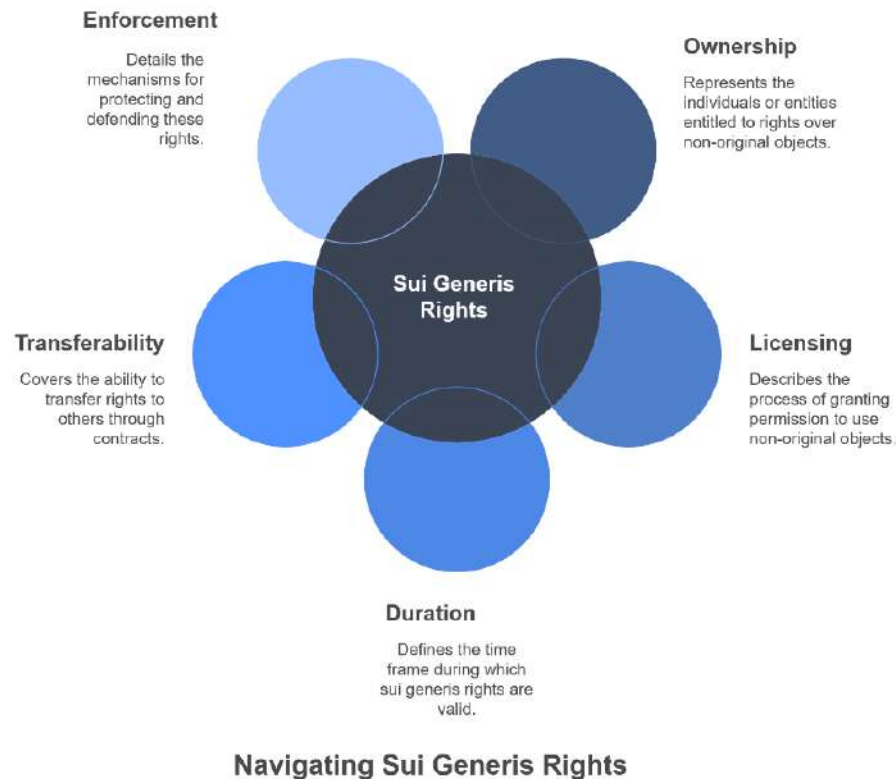 Enforcement
Details the
mechanisms for
protecting and
defending these
rights.
Ownership
Represents the
individuals or entities
entitled to rights over
non-original objects.
Sui Generis
Rights
Transferability
Covers the ability to
transfer rights to
others through
contracts.
Licensing
Describes the
process of granting
permission to use
non-original objects.
Duration
Defines the time
frame during which
sui generis rights are
valid.
Navigating Sui Generis Rights